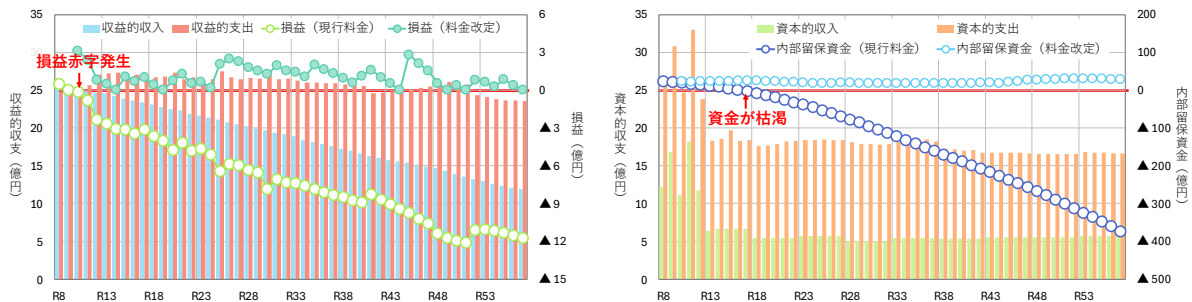 35
30
25
20
15
10
5
0
収益的収支（億円）
収益的収入
収益的支出
損益（現行料金）
損益（料金改定）
損益赤字発生
6
3
0
▲3
▲6
▲9
▲12
▲15
損益（億円）
R8 R13 R18 R23 R28 R33 R38 R43 R48 R53
35
30
25
20
15
10
5
0
資本的収支（億円）
資本的収入
資本的支出
内部留保資金（現行料金）
内部留保資金（料金改定）
資金が枯渇
200
100
0
▲100
▲200
▲300
▲400
▲500
内部留保資金（億円）
R8 R13 R18 R23 R28 R33 R38 R43 R48 R53